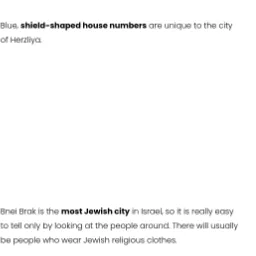 Blue, shield-shaped house numbers are unique to the city
of Herzliya.
Bnei Brak is the most Jewish city in Israel, so it is really easy
to tell only by looking at the people around. There will usually
be people who wear Jewish religious clothes.